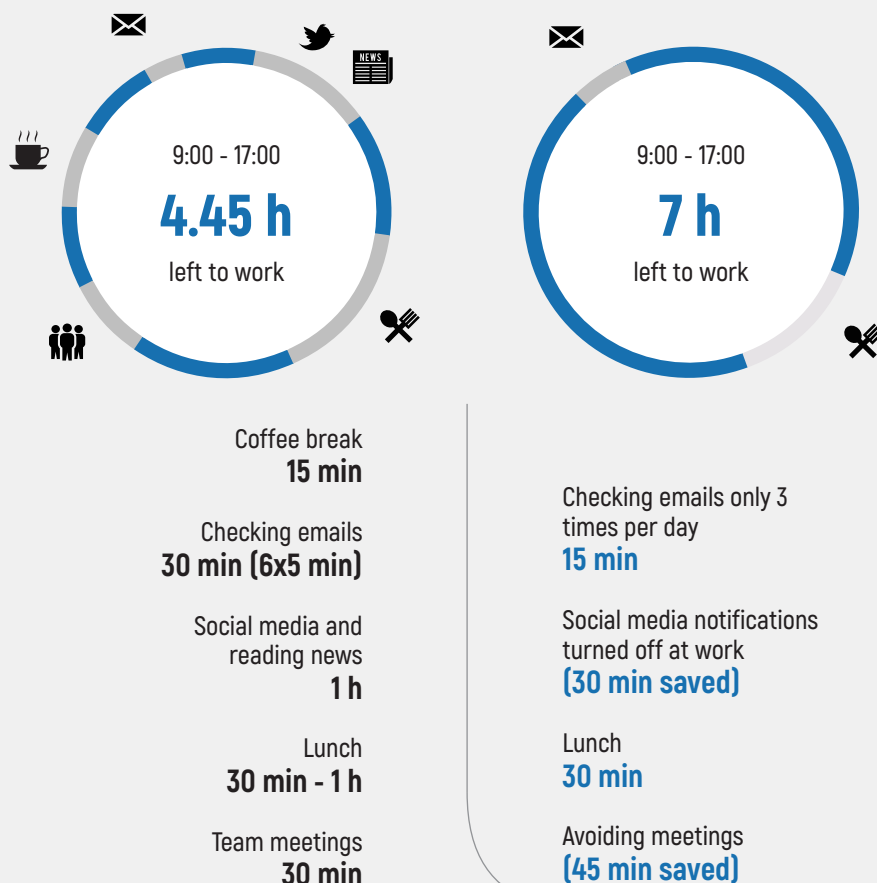 NEWS
9:00 - 17:00
4.45 h
left to work
9:00 - 17:00
7 h
left to work
Coffee break
15 min
Checking emails
30 min (6x5 min)
Social media and
reading news
1 h
Lunch
30 min - 1 h
Team meetings
30 min
Checking emails only 3
times per day
15 min
Social media notifications
turned off at work
(30 min saved)
Lunch
30 min
Avoiding meetings
(45 min saved)